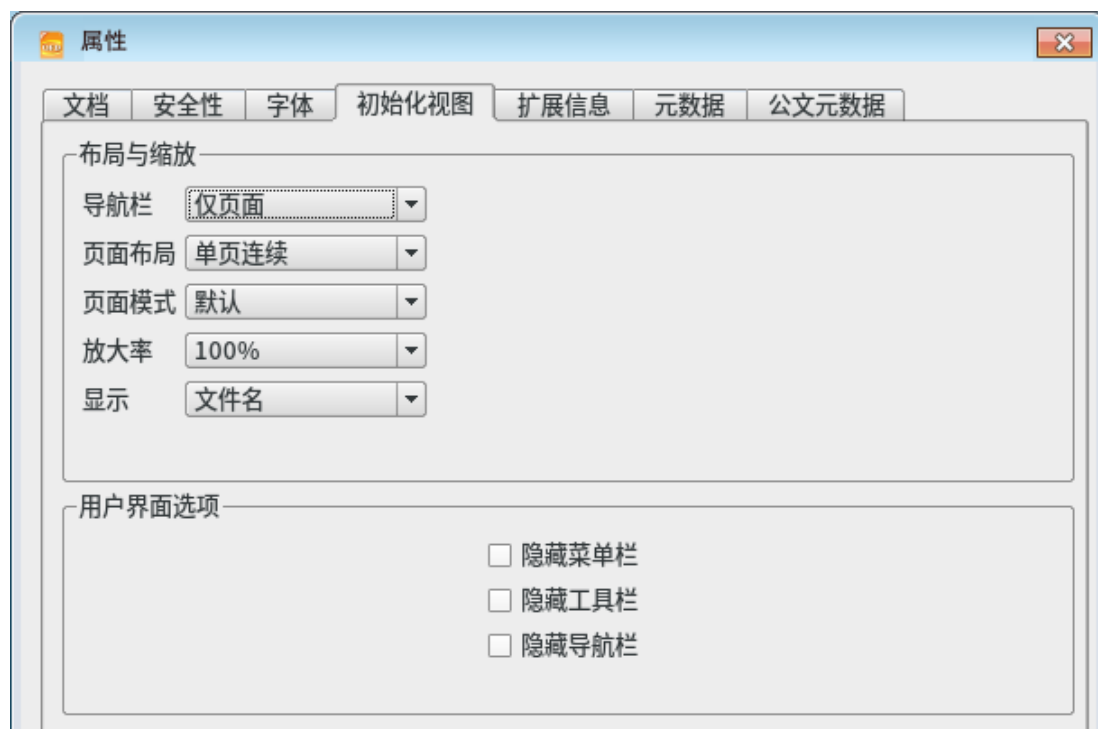 属性
文档 安全性 字体 初始化视图 扩展信息 元数据 公文元数据
布局与缩放
导航栏 仅页面
页面布局 单页连续
页面模式 默认
放大率 100%
显示 文件名
用户界面选项
隐藏菜单栏
隐藏工具栏
隐藏导航栏